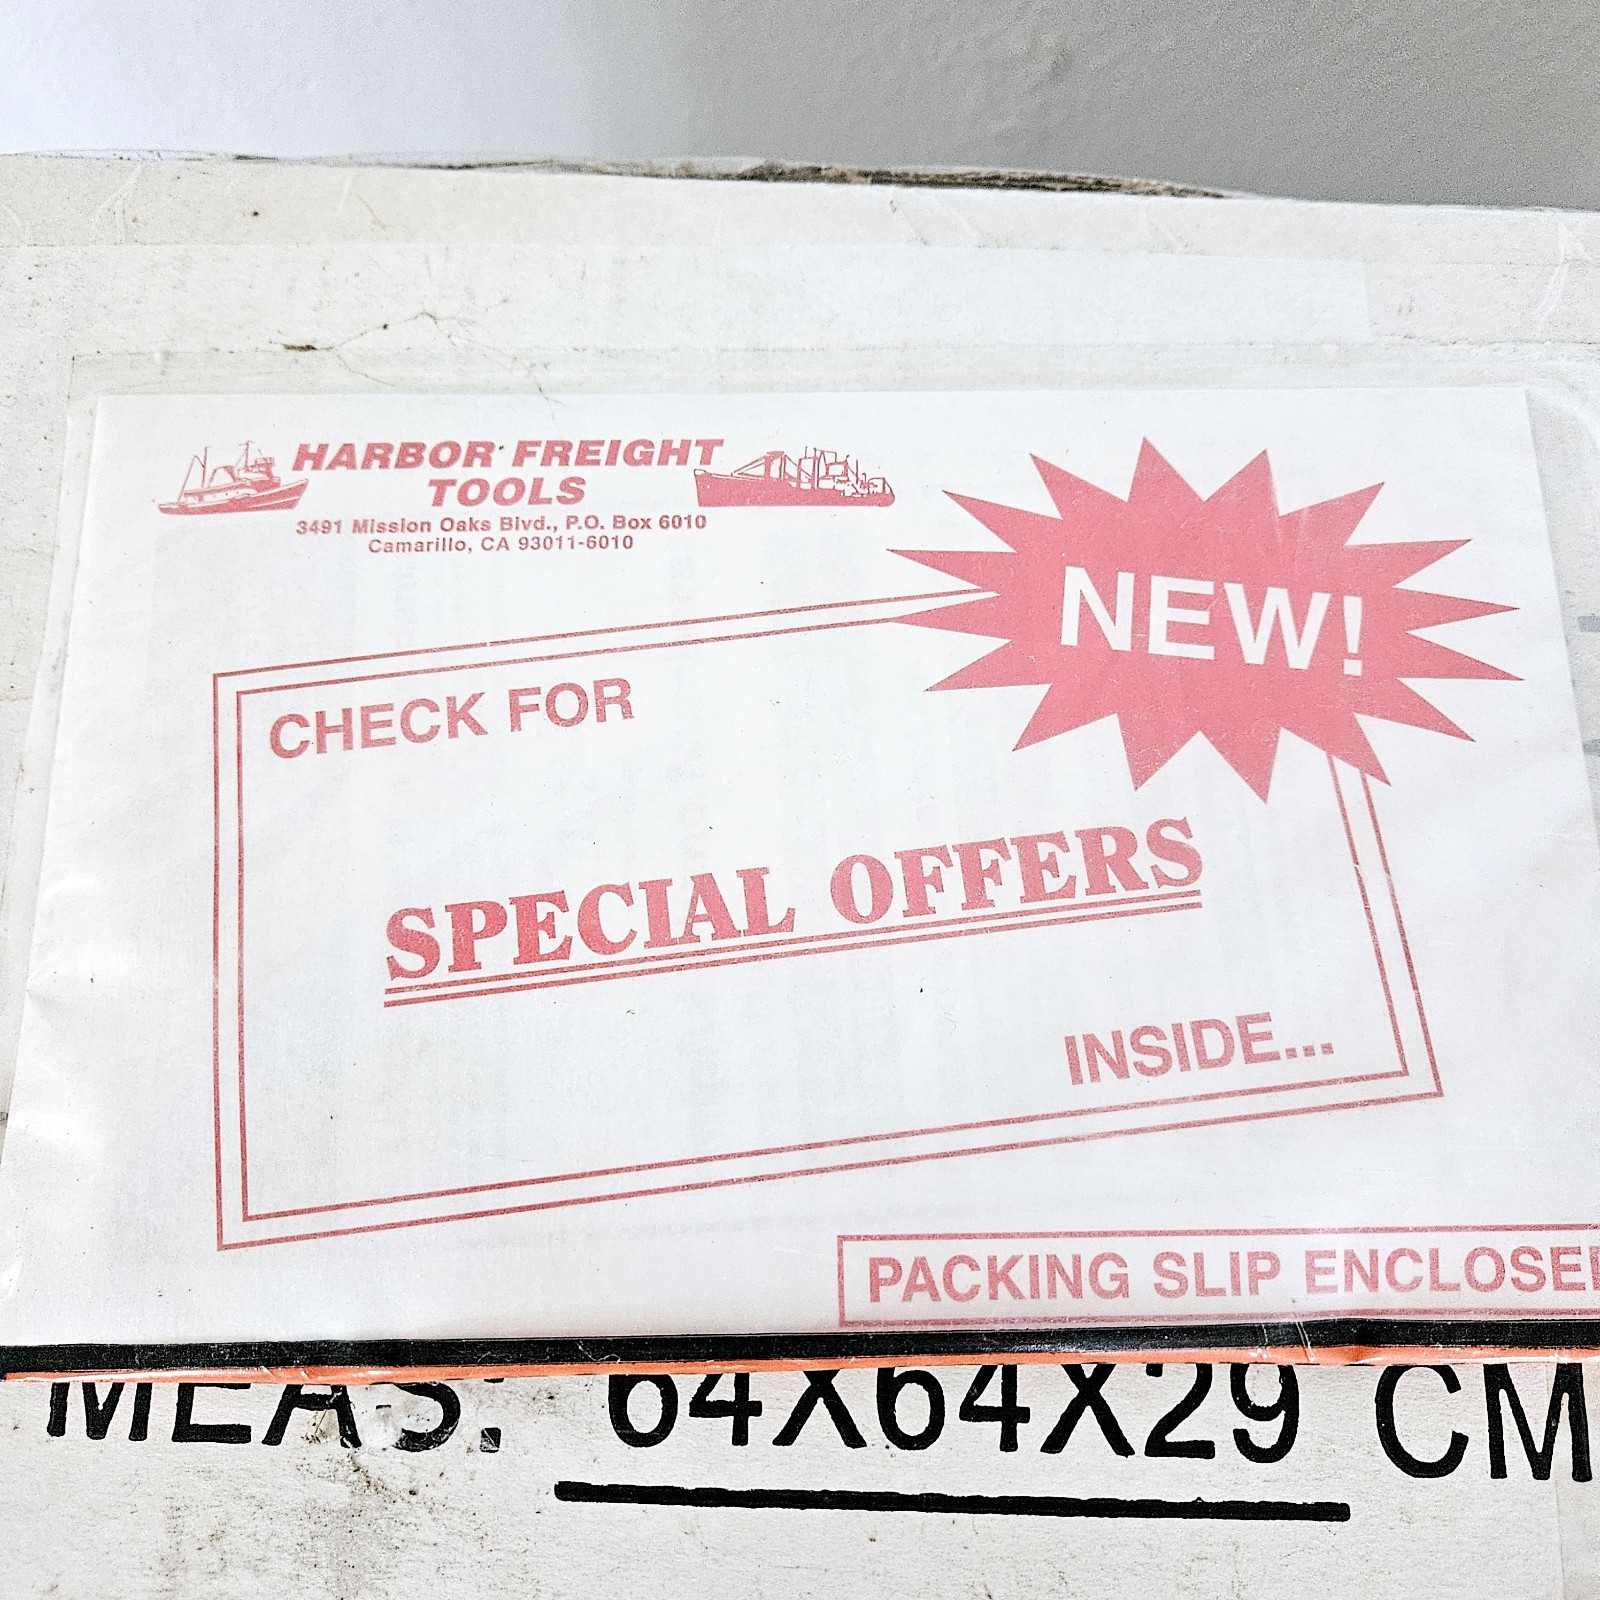 HARBOR FREIGHT
TOOLS
3491 Mission Oaks Blvd., P.O. Box 6010
Camarillo, CA 93011-6010
NEW!
CHECK FOR
SPECIAL OFFERS
INSIDE...
PACKING SLIP ENCLOSED
MEAS: 64X64X29 CM